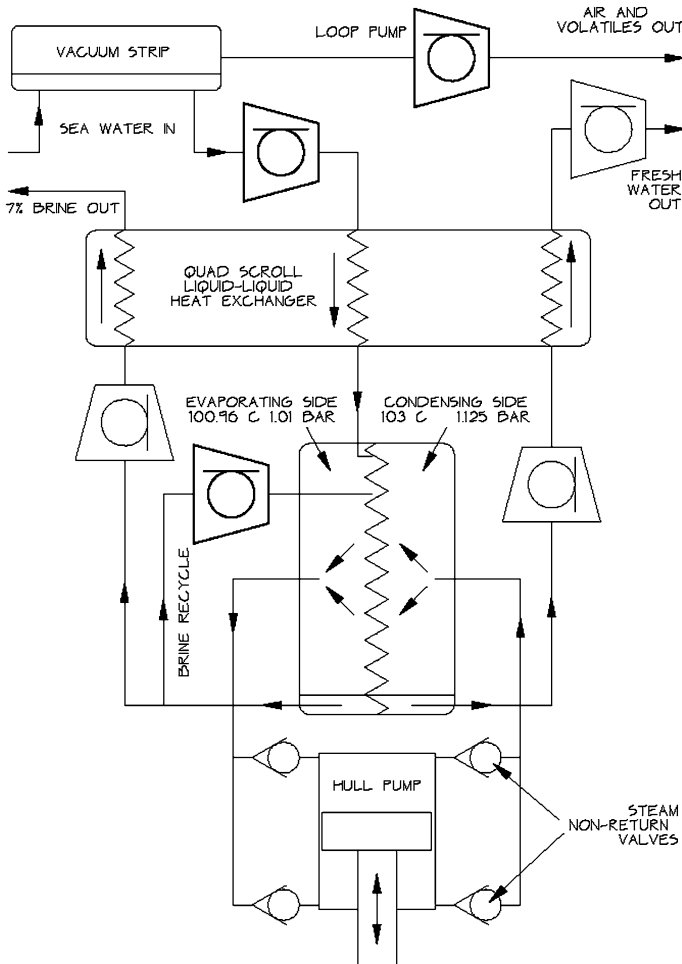 AIR AND
VOLATILES OUT
LOOP PUMP
VACUUM STRIP
SEA WATER IN
FRESH
WATER
OUT
7% BRINE OUT
QUAD SCROLL
LIQUID-LIQUID
HEAT EXCHANGER
EVAPORATING SIDE
100.96 C 1.01 BAR
CONDENSING SIDE
103 C 1.125 BAR
BRINE RECYCLE
HULL PUMP
STEAM
NON-RETURN
VALVES